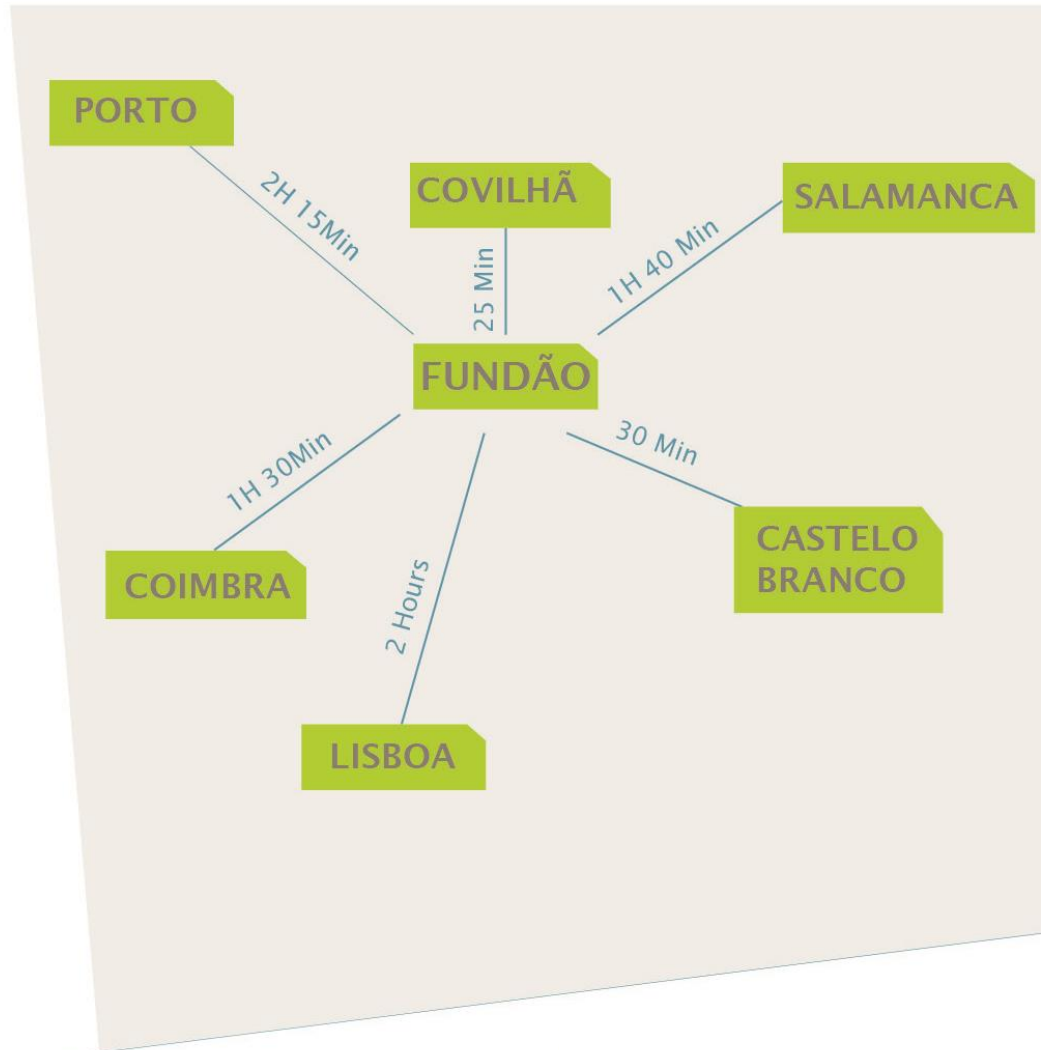 PORTO
COVILHÃ
SALAMANCA
2H 15Min
25 Min
1H 40 Min
FUNDÃO
1H 30Min
30 Min
2 Hours
CASTELO
BRANCO
COIMBRA
LISBOA